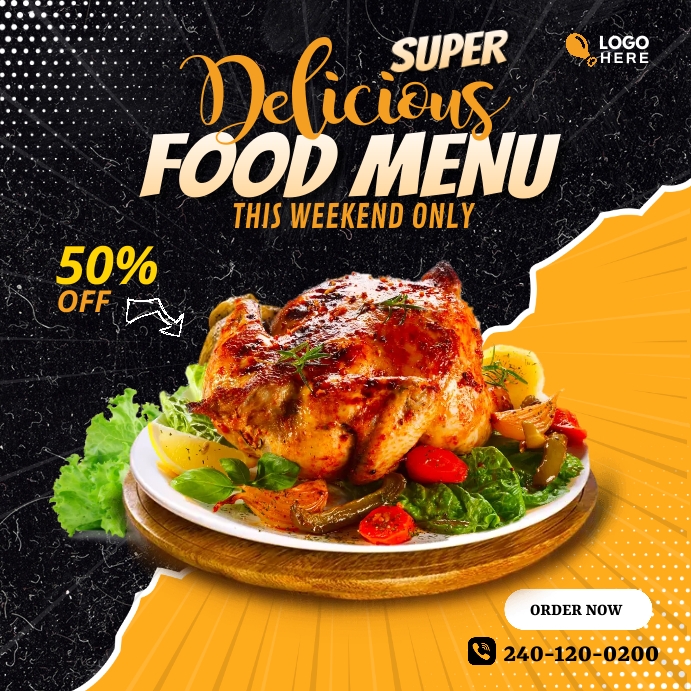 SUPER
Delicious
FOOD MENU
THIS WEEKEND ONLY
LOGO
HERE
50%
OFF
ORDER NOW
240-120-0200